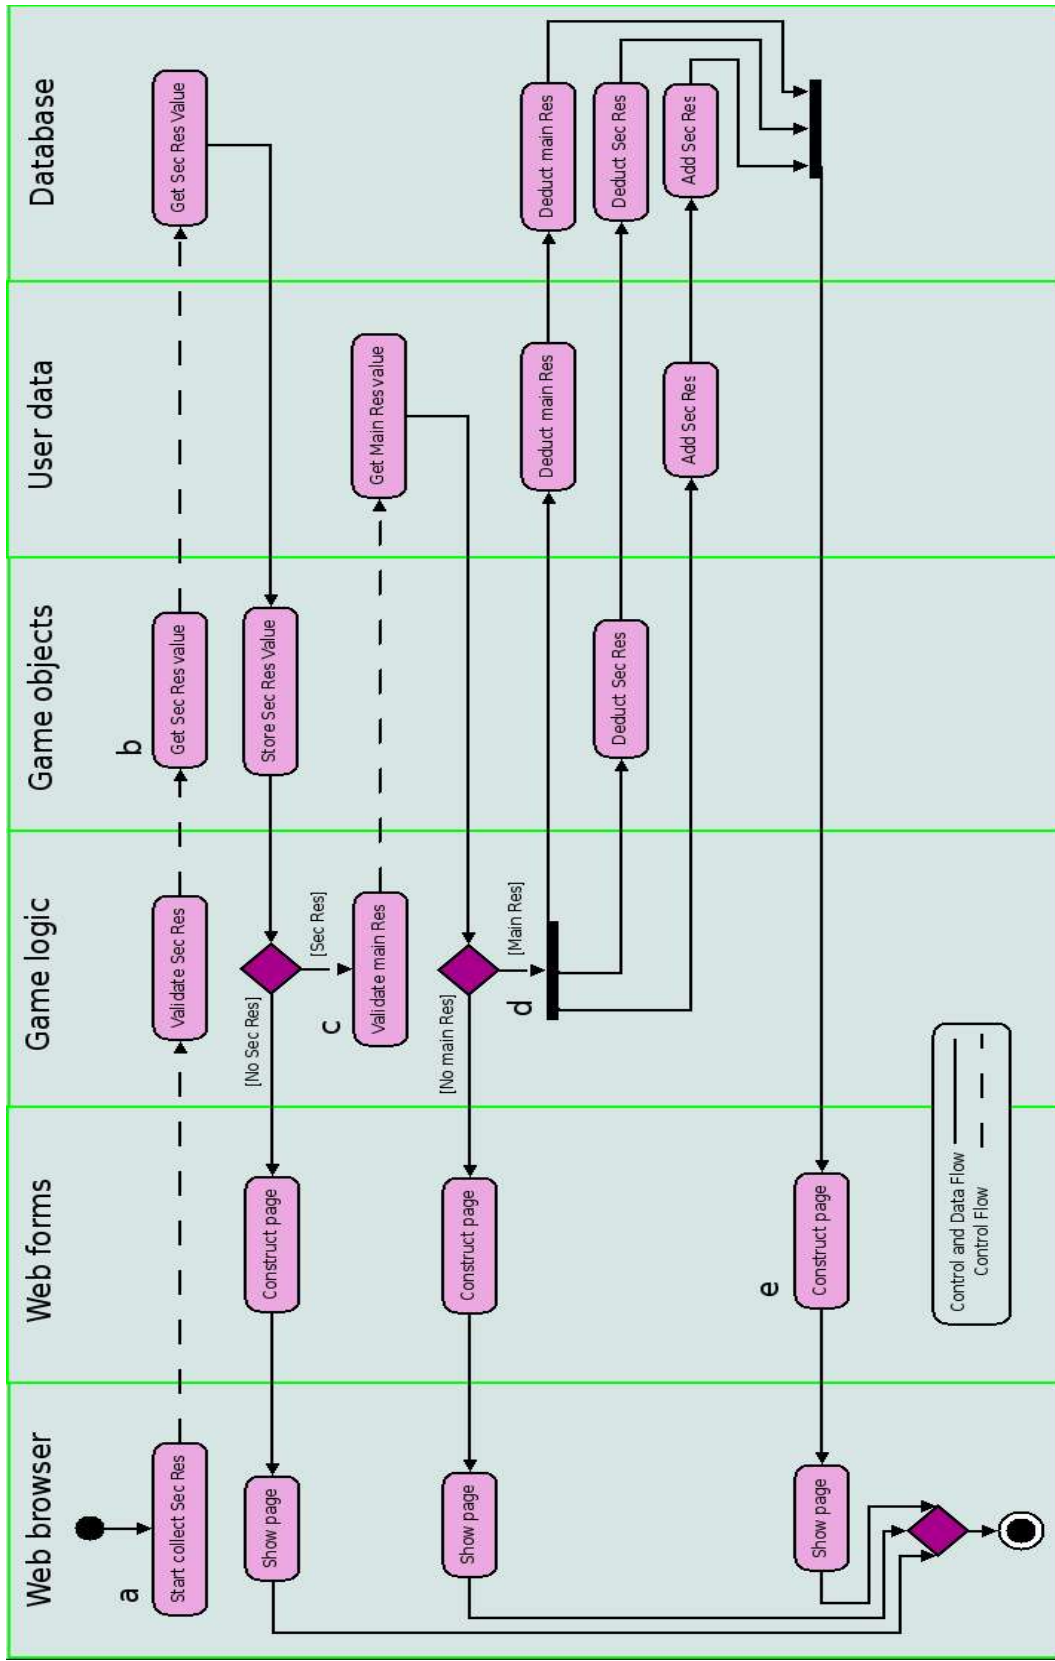 Web browser
Web forms
Game logic
Game objects
User data
Database
a
Start collect Sec Res
Validate Sec Res
b
Get Sec Res value
Get Sec Res Value
Show page
Construct page
[No Sec Res]
Store Sec Res Value
[Sec Res]
c
Validate main Res
Get Main Res value
Show page
Construct page
[No main Res]
[Main Res]
d
Deduct main Res
Deduct main Res
Deduct Sec Res
Deduct Sec Res
Add Sec Res
Add Sec Res
Show page
e
Construct page
Control and Data Flow
Control Flow